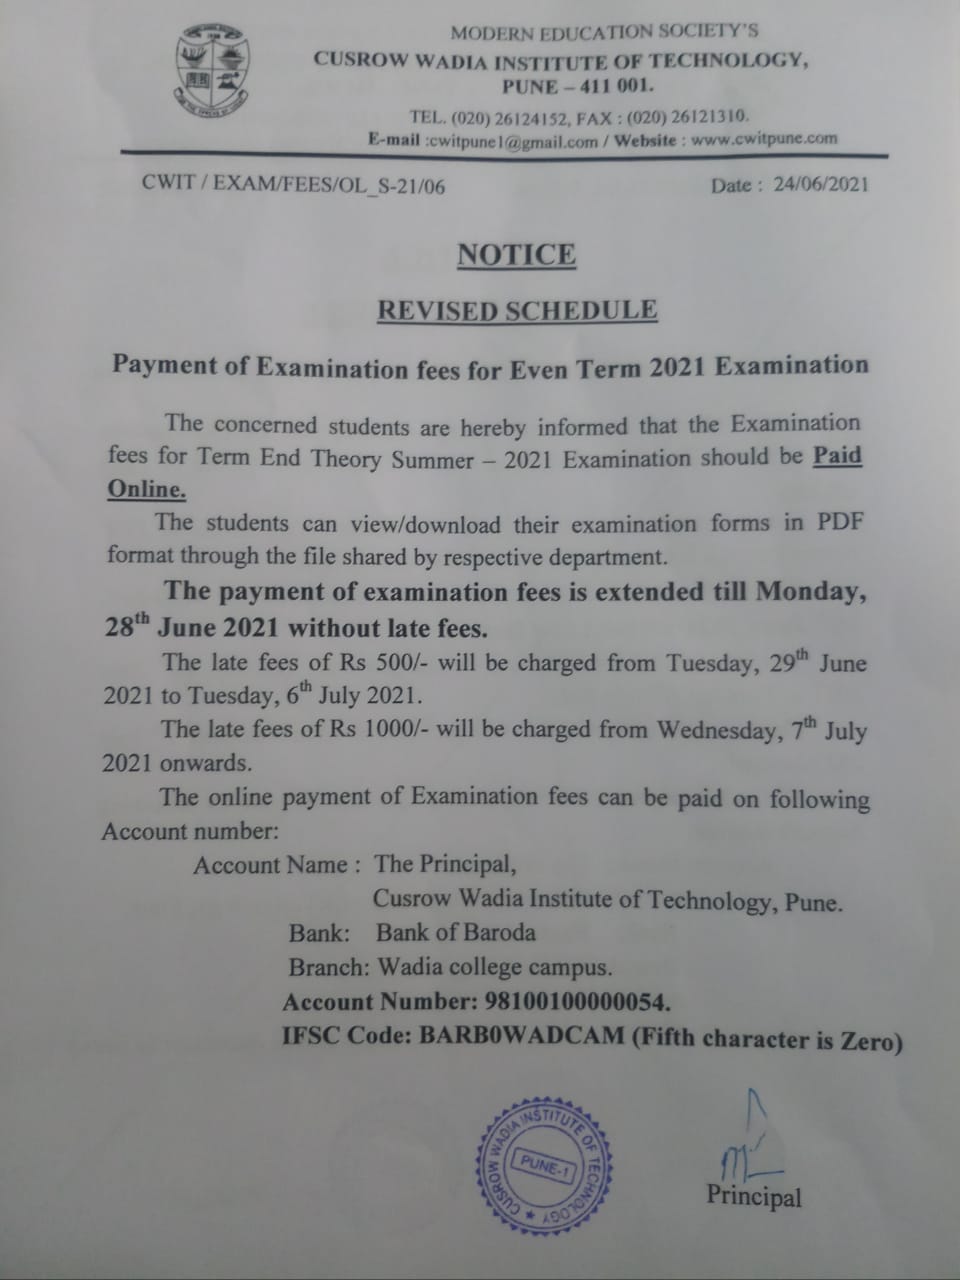 MODERN EDUCATION SOCIETY'S
CUSROW WADIA INSTITUTE OF TECHNOLOGY,
PUNE – 411 001.
TEL. (020) 26124152, FAX : (020) 26121310.
E-mail :cwitpune1@gmail.com / Website : www.cwitpune.com
CWIT / EXAM/FEES/OL_S-21/06 Date : 24/06/2021
NOTICE
REVISED SCHEDULE
Payment of Examination fees for Even Term 2021 Examination
The concerned students are hereby informed that the Examination
fees for Term End Theory Summer – 2021 Examination should be Paid
Online.
The students can view/download their examination forms in PDF
format through the file shared by respective department.
The payment of examination fees is extended till Monday,
28th June 2021 without late fees.
The late fees of Rs 500/- will be charged from Tuesday, 29th June
2021 to Tuesday, 6th July 2021.
The late fees of Rs 1000/- will be charged from Wednesday, 7th July
2021 onwards.
The online payment of Examination fees can be paid on following
Account number:
Account Name : The Principal,
Cusrow Wadia Institute of Technology, Pune.
Bank: Bank of Baroda
Branch: Wadia college campus.
Account Number: 98100100000054.
IFSC Code: BARB0WADCAM (Fifth character is Zero)
CUSROW WADIA INSTITUTE OF TECHNOLOGY
PUNE-1
Principal